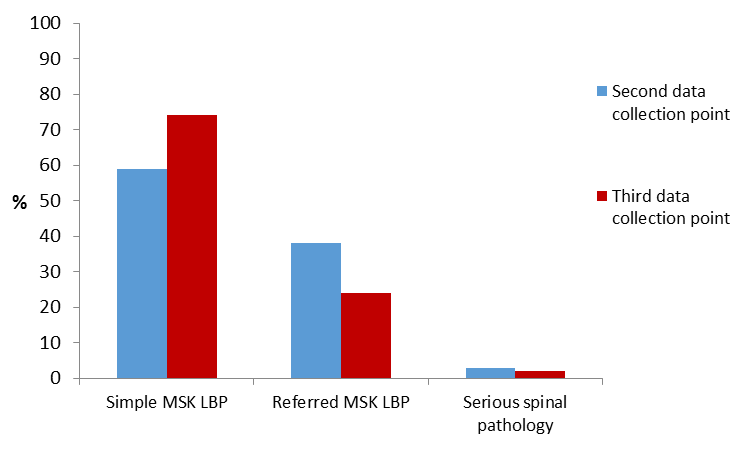 100
90
80
70
60
50
40
30
20
10
0
%
Simple MSK LBP
Referred MSK LBP
Serious spinal
pathology
Second data
collection point
Third data
collection point